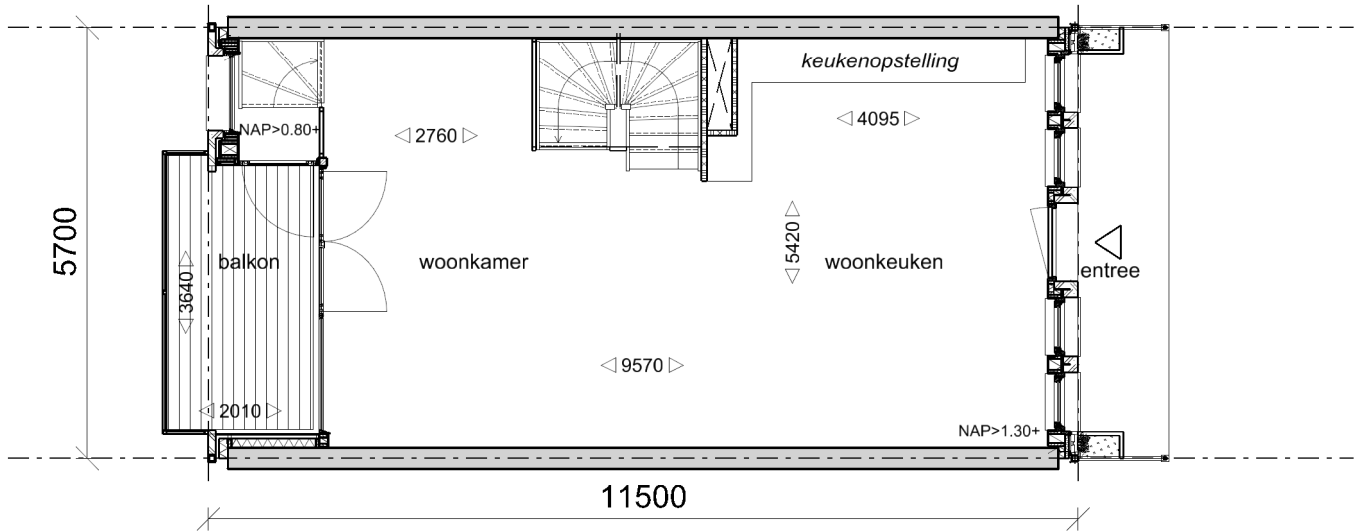 keukenopstelling
NAP>0.80+
2760
4095
5700
3640
balkon
woonkamer
5420
woonkeuken
entree
9570
2010
NAP>1.30+
11500